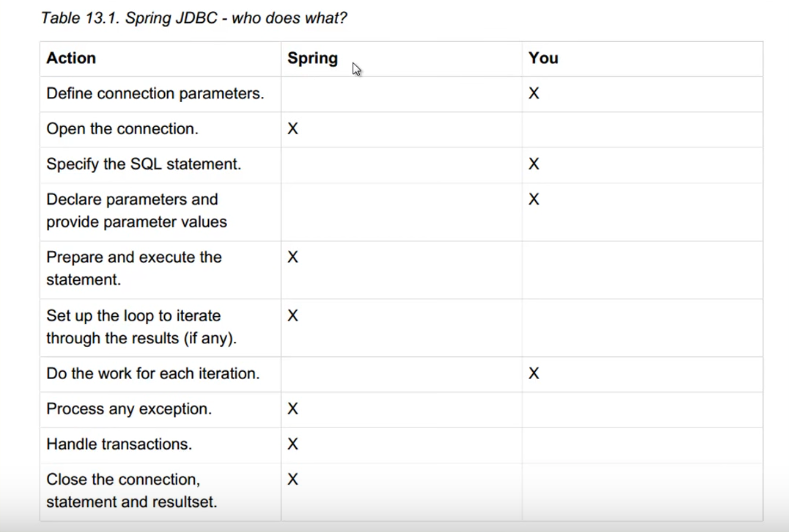 Table 13.1. Spring JDBC - who does what?
Action Spring You
Define connection parameters. X
Open the connection. X
Specify the SQL statement. X
Declare parameters and X
provide parameter values
Prepare and execute the X
statement.
Set up the loop to iterate X
through the results (if any).
Do the work for each iteration. X
Process any exception. X
Handle transactions. X
Close the connection, X
statement and resultset.